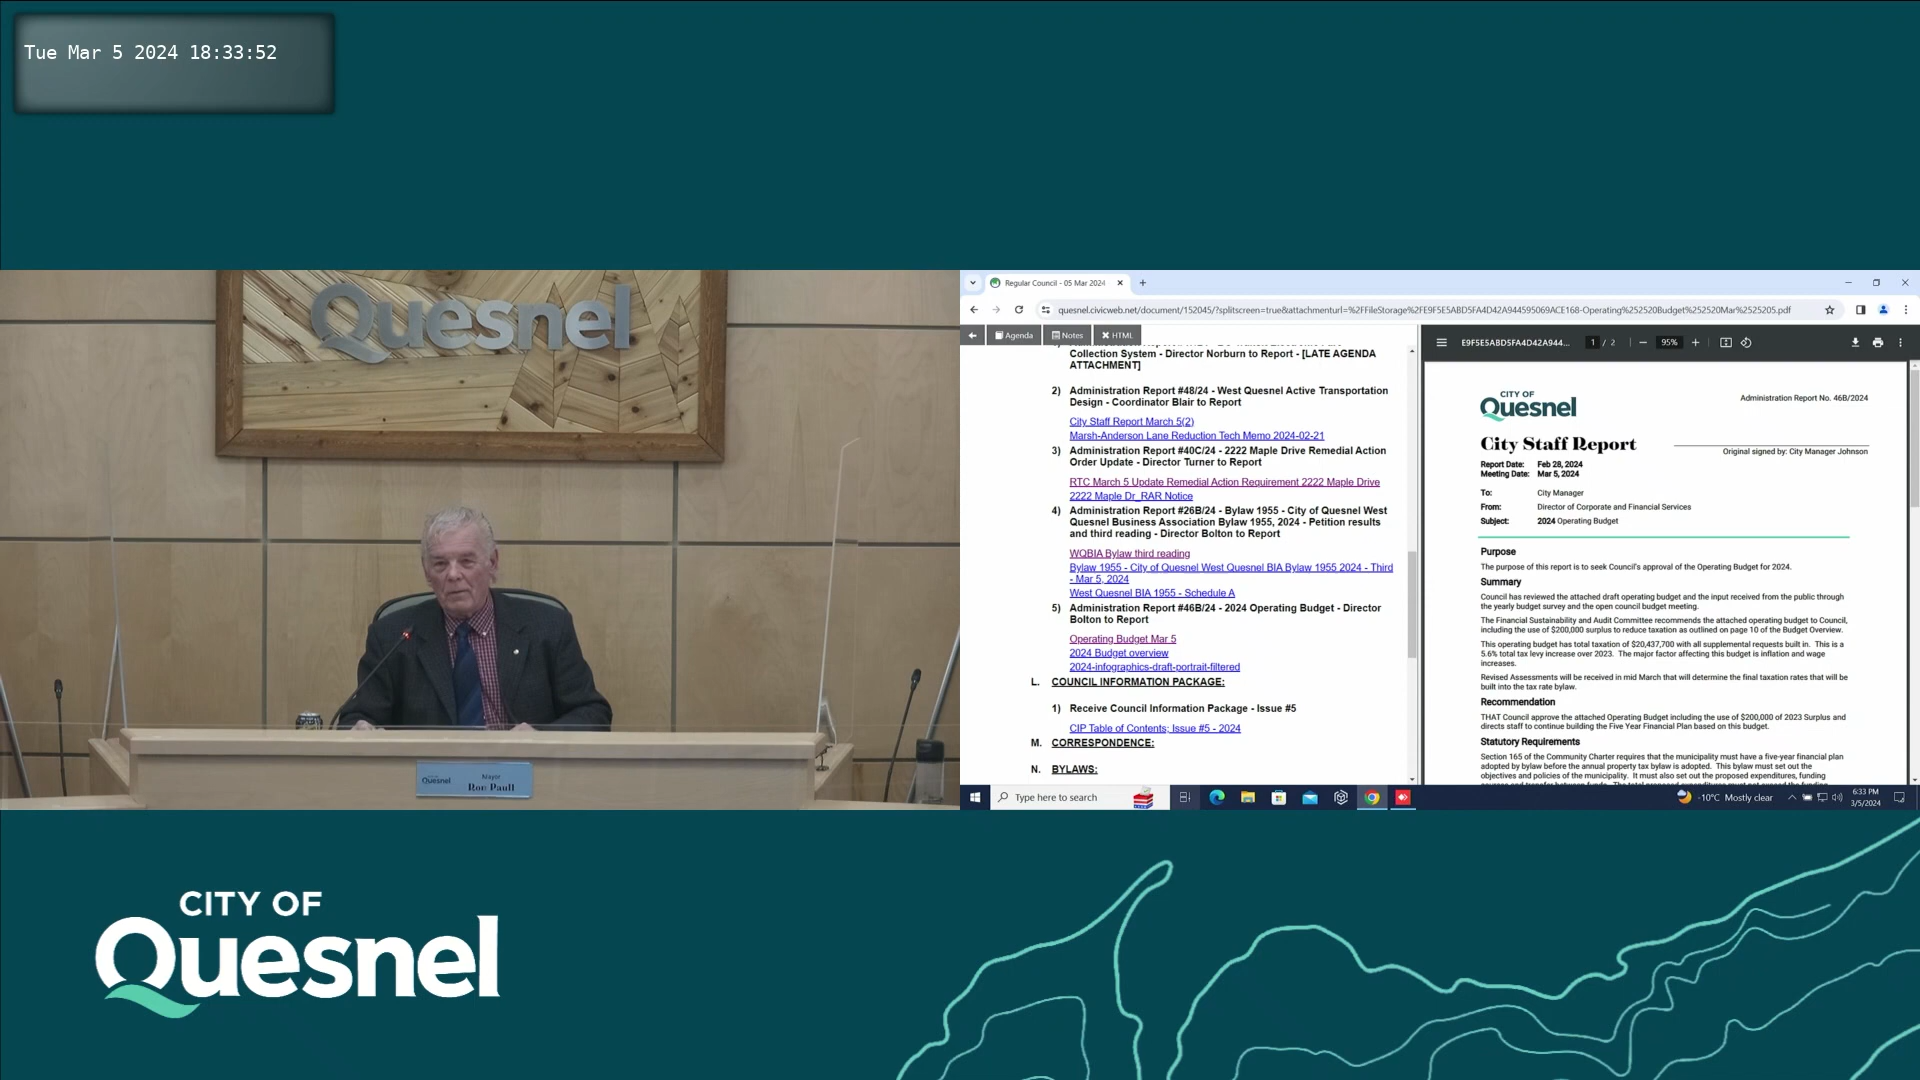 Tue Mar 5 2024 18:33:52
Quesnel
Quesnel
Mayor
Ron Paull
Regular Council - 05 Mar 2024
quesnel.civicweb.net/document/152045/?splitscreen=true&attachmenturl=%2FFileStorage%2FE9F5E5ABD5FA4D42A944595069ACE168-Operating%252520Budget%252520Mar%2525205.pdf
Agenda
Notes
HTML
Collection System - Director Norburn to Report - [LATE AGENDA
ATTACHMENT]
2) Administration Report #48/24 - West Quesnel Active Transportation
Design - Coordinator Blair to Report
City Staff Report March 5(2)
Marsh-Anderson Lane Reduction Tech Memo 2024-02-21
3) Administration Report #40C/24 - 2222 Maple Drive Remedial Action
Order Update - Director Turner to Report
RTC March 5 Update Remedial Action Requirement 2222 Maple Drive
2222 Maple Dr_RAR Notice
4) Administration Report #26B/24 - Bylaw 1955 - City of Quesnel West
Quesnel Business Association Bylaw 1955, 2024 - Petition results
and third reading - Director Bolton to Report
WQBIA Bylaw third reading
Bylaw 1955 - City of Quesnel West Quesnel BIA Bylaw 1955 2024 - Third
- Mar 5, 2024
West Quesnel BIA 1955 - Schedule A
5) Administration Report #46B/24 - 2024 Operating Budget - Director
Bolton to Report
Operating Budget Mar 5
2024 Budget overview
2024-infographics-draft-portrait-filtered
L. COUNCIL INFORMATION PACKAGE:
1) Receive Council Information Package - Issue #5
CIP Table of Contents; Issue #5 - 2024
M. CORRESPONDENCE:
N. BYLAWS:
E9F5E5ABD5FA4D42A944...
1 / 2
95%
CITY OF
Quesnel
Administration Report No. 46B/2024
City Staff Report
Original signed by: City Manager Johnson
Report Date: Feb 28, 2024
Meeting Date: Mar 5, 2024
To: City Manager
From: Director of Corporate and Financial Services
Subject: 2024 Operating Budget
Purpose
The purpose of this report is to seek Council's approval of the Operating Budget for 2024.
Summary
Council has reviewed the attached draft operating budget and the input received from the public through
the yearly budget survey and the open council budget meeting.
The Financial Sustainability and Audit Committee recommends the attached operating budget to Council,
including the use of $200,000 surplus to reduce taxation as outlined on page 10 of the Budget Overview.
This operating budget has total taxation of $20,437,700 with all supplemental requests built in. This is a
5.6% total tax levy increase over 2023. The major factor affecting this budget is inflation and wage
increases.
Revised Assessments will be received in mid March that will determine the final taxation rates that will be
built into the tax rate bylaw.
Recommendation
THAT Council approve the attached Operating Budget including the use of $200,000 of 2023 Surplus and
directs staff to continue building the Five Year Financial Plan based on this budget.
Statutory Requirements
Section 165 of the Community Charter requires that the municipality must have a five-year financial plan
adopted by bylaw before the annual property tax bylaw is adopted. This bylaw must set out the
objectives and policies of the municipality. It must also set out the proposed expenditures, funding
Type here to search
-10°C Mostly clear
6:33 PM
3/5/2024
CITY OF
Quesnel